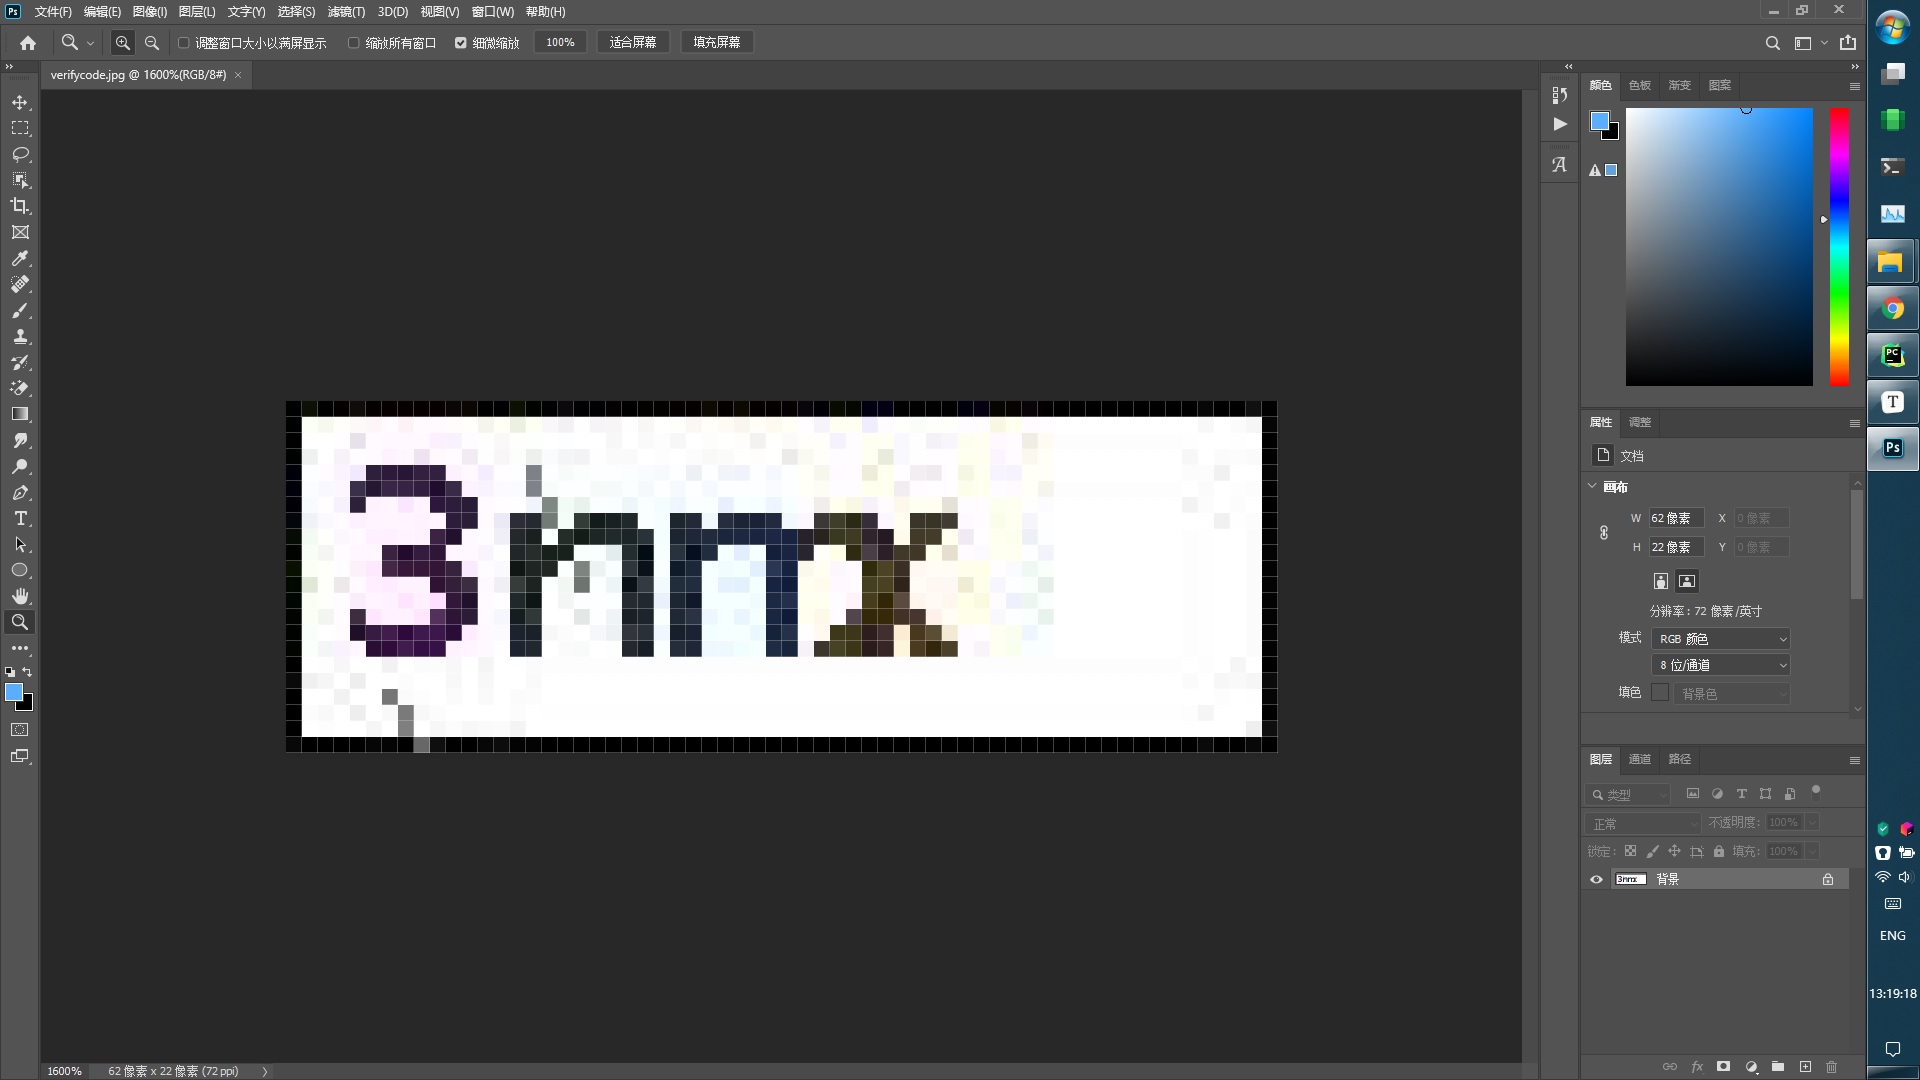 Ps 文件(F) 编辑(E) 图像(I) 图层(L) 文字(Y) 选择(S) 滤镜(T) 3D(D) 视图(V) 窗口(W) 帮助(H)
调整窗口大小以满屏显示 缩放所有窗口 细微缩放 100% 适合屏幕 填充屏幕
verifycode.jpg @ 1600%(RGB/8#) ×
颜色 色板 渐变 图案
3nnx
属性 调整
文档
画布
W 62 像素 X 0 像素
H 22 像素 Y 0 像素
分辨率: 72 像素/英寸
模式 RGB 颜色
8 位/通道
填色 背景色
图层 通道 路径
类型
正常 不透明度: 100%
锁定: 填充: 100%
3nnx 背景
1600% 62 像素 x 22 像素 (72 ppi)
PC
T
Ps
ENG
13:19:18